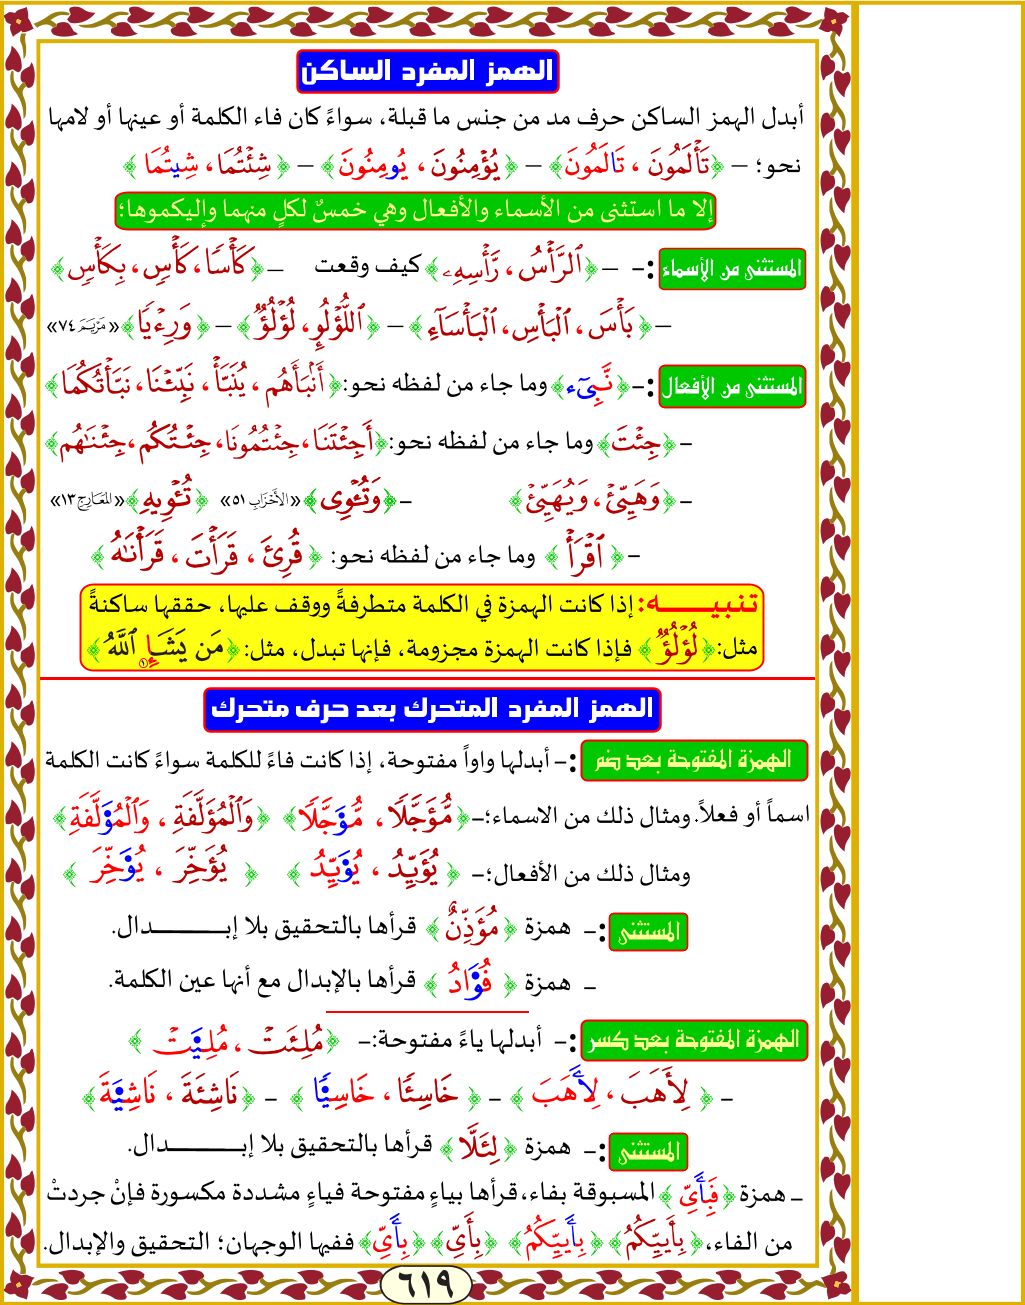 الهمز المفرد الساكن
أبدل الهمز الساكن حرف مد من جنس ما قبلة، سواءً كان فاء الكلمة أو عينها أو لامها
نحو؛ – ﴿تَأْلَمُونَ ، تَالَمُونَ﴾ – ﴿يُؤْمِنُونَ ، يُومِنُونَ﴾ – ﴿شِئْتُمَا ، شِيتُمَا ﴾
إلا ما استثنى من الأسماء والأفعال وهي خمسٌ لكلٍ منهما وإليكموها؛
المستثنى من الأسماء :- – ﴿ٱلرَّأْسُ ، رَّأْسِهِۦ﴾ كيف وقعت – ﴿كَأْسًا، كَأْسٍ، بِكَأْسٍ﴾
– ﴿بَأْسَ ، ٱلْبَأْسِ، ٱلْبَأْسَآءِ﴾ – ﴿ٱللُّؤْلُوِ، لُؤْلُؤٌ﴾ – ﴿وَرِءْيًا﴾ «مَرْيَم ٧٤»
المستثنى من الأفعال :- ﴿نَبِّىٓء﴾ وما جاء من لفظه نحو:﴿أَنۢبَأَهُم ، يُنَبَّأْ، نَبِّئْنَا، نَبَّأْتُكُمَا﴾
– ﴿جِئْتَ﴾ وما جاء من لفظه نحو:﴿أَجِئْتَنَا، جِئْتُمُونَا، جِئْتُكُم، جِئْنَٰهُم﴾
– ﴿وَهَيِّئْ، وَيُهَيِّئْ﴾ – ﴿وَتُـْٔوِىٓ﴾ «الأَحْزَاب ٥١» ﴿تُـْٔوِيهِ﴾ «المَعَارِج ١٣»
– ﴿ ٱقْرَأْ ﴾ وما جاء من لفظه نحو: ﴿ قُرِئَ ، قَرَأْتَ ، قَرَأْنَٰهُ ﴾
تنبيـــــه: إذا كانت الهمزة في الكلمة متطرفةً ووقف عليها، حققها ساكنةً
مثل: ﴿لُؤْلُؤٌ ﴾ فإذا كانت الهمزة مجزومة، فإنها تبدل، مثل: ﴿مَن يَشَإِ ٱللَّهُ﴾
الهمز المفرد المتحرك بعد حرف متحرك
الهمزة المفتوحة بعد ضم :- أبدلها واواً مفتوحة، إذا كانت فاءً للكلمة سواءً كانت الكلمة
اسماً أو فعلاً. ومثال ذلك من الاسماء؛- ﴿مُّؤَجَّلًا ، مُّوَجَّلًا﴾ ﴿وَٱلْمُؤَلَّفَةِ ، وَٱلْمُوَلَّفَةِ﴾
ومثال ذلك من الأفعال؛- ﴿ يُؤَيِّدُ ، يُوَيِّدُ ﴾ ﴿ يُؤَخِّرَ ، يُوَخِّرَ ﴾
المستثنى :- همزة ﴿ مُؤَذِّنٌۢ ﴾ قرأها بالتحقيق بلا إبــــــــدال.
– همزة ﴿ فُوَادُ ﴾ قرأها بالإبدال مع أنها عين الكلمة.
الهمزة المفتوحة بعد كسر :- أبدلها ياءً مفتوحة:- ﴿مُلِئَتْ ، مُلِيَتْ ﴾
– ﴿ لِأَهَبَ ، لِأَهَبَ ﴾ – ﴿ خَاسِئًا ، خَاسِيًا ﴾ – ﴿نَاشِئَةَ ، نَاشِيَةَ ﴾
المستثنى :- همزة ﴿ لِئَلَّا ﴾ قرأها بالتحقيق بلا إبــــــــدال.
– همزة ﴿فَبِأَيِّ ﴾ المسبوقة بفاء، قرأها بياءٍ مفتوحة فياءٍ مشددة مكسورة فإنْ جردتْ
من الفاء، ﴿بِأَييِّكُمُ ﴾ ﴿بِأَييِّكُمُ ﴾ ﴿بِأَيِّ﴾ ﴿بِأَيِّ﴾ ففيها الوجهان؛ التحقيق والإبدال.
٦١٩